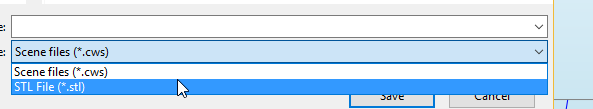 e:
e: Scene files (*.cws)
Scene files (*.cws)
STL File (*.stl)
Save Cancel